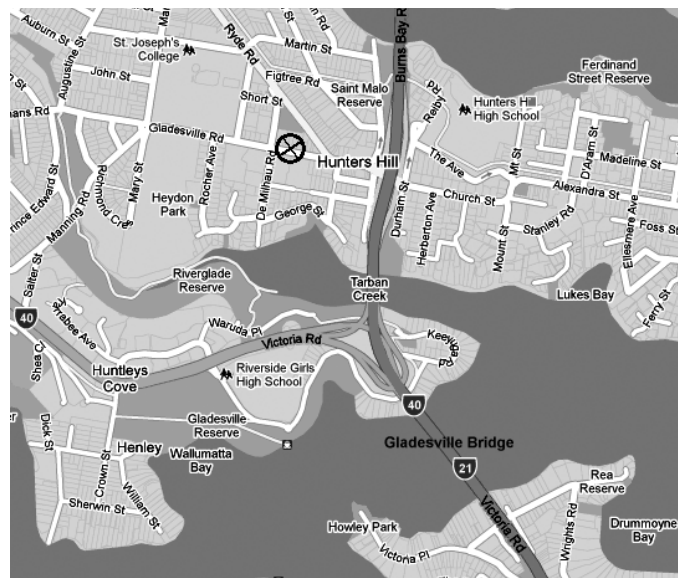 Auburn St
Augustine St
John St
St. Joseph's
College
Ryde Rd
Martin St
Figtree Rd
Short St
Saint Malo
Reserve
Reiby Rd
Hunters Hill
High School
Ferdinand
Street Reserve
Gladesville Rd
Hunters Hill
The Ave
Mt St
D'Aram St
Madeline St
Alexandra St
Mary St
Rocher Ave
De Milhau Rd
Richmond Cres
Heydon
Park
George St
Durham St
Church St
Herberton Ave
Mount St
Stanley Rd
Ellesmere Ave
Foss St
Manning Rd
Salter St
Riverglade
Reserve
Tarban
Creek
Lukes Bay
Ferry St
40
Waruda Pl
Victoria Rd
Huntleys
Cove
Riverside Girls
High School
40
Gladesville
Reserve
Gladesville Bridge
Dick St
Henley
Wallumatta
Bay
Crown St
William St
Sherwin St
21
Victoria Rd
Rea
Reserve
Howley Park
Victoria Pl
Wrights Rd
Drummoyne
Bay